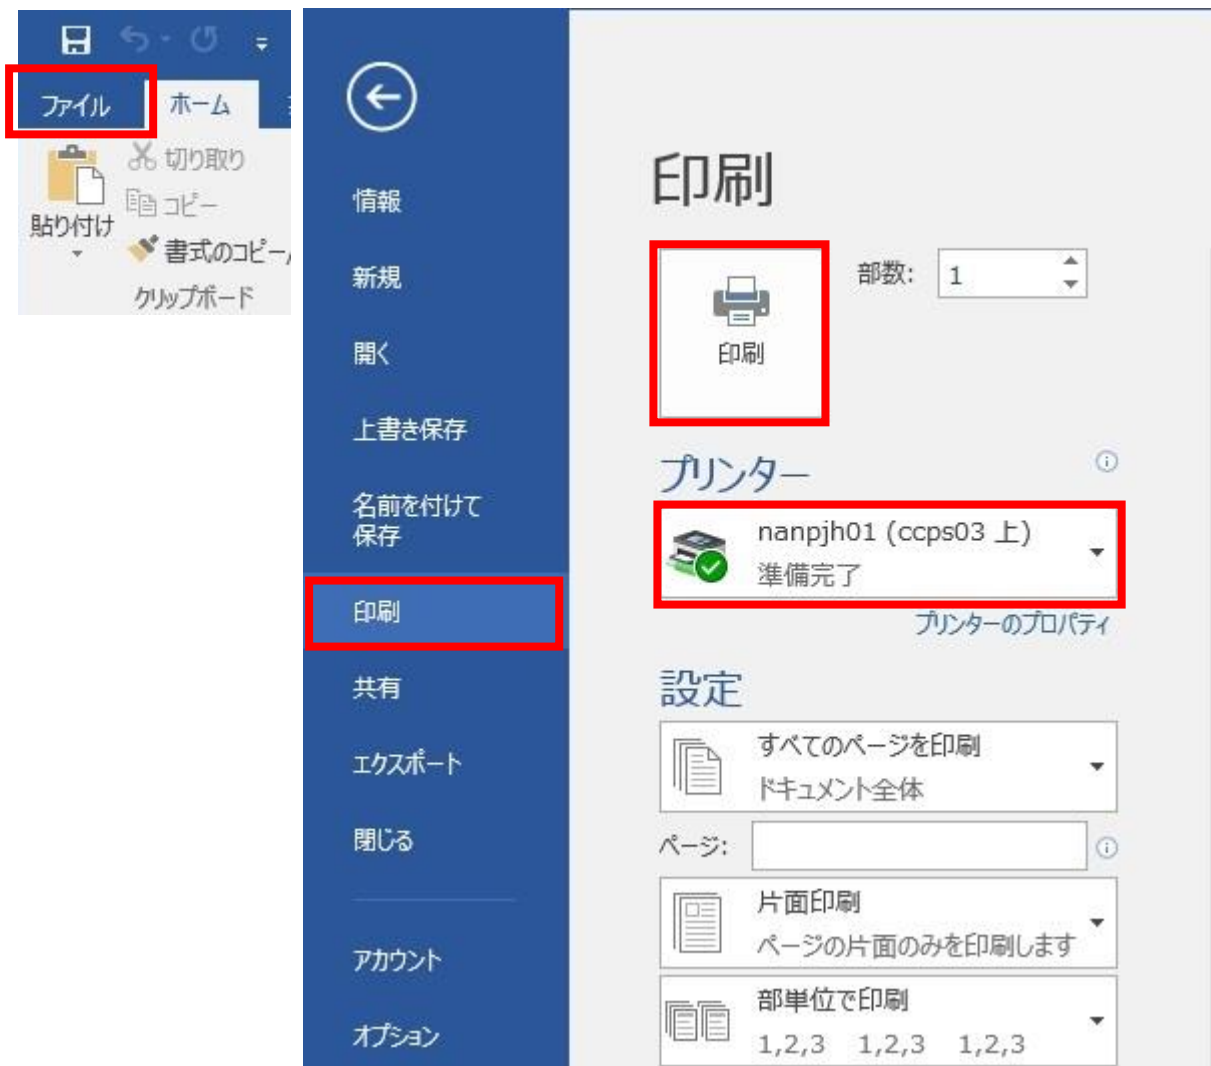 ファイル
ホーム
切り取り
コピー
貼り付け
書式のコピー/
クリップボード
情報
新規
開く
上書き保存
名前を付けて
保存
印刷
共有
エクスポート
閉じる
アカウント
オプション
印刷
印刷
部数:
1
プリンター
nanpjh01 (ccps03 上)
準備完了
プリンターのプロパティ
設定
すべてのページを印刷
ドキュメント全体
ページ:
片面印刷
ページの片面のみを印刷します
部単位で印刷
1,2,3 1,2,3 1,2,3